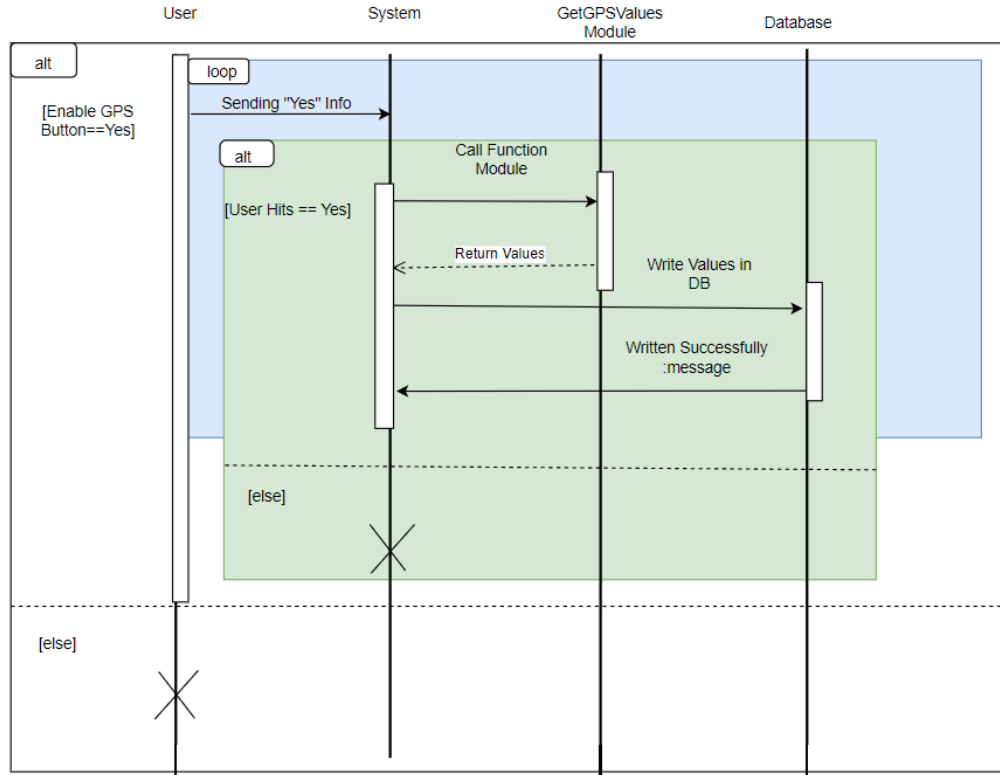 User
System
GetGPSValues
Module
Database
alt
loop
[Enable GPS
Button==Yes]
Sending "Yes" Info
alt
Call Function
Module
[User Hits == Yes]
Return Values
Write Values in
DB
Written Successfully
:message
[else]
[else]